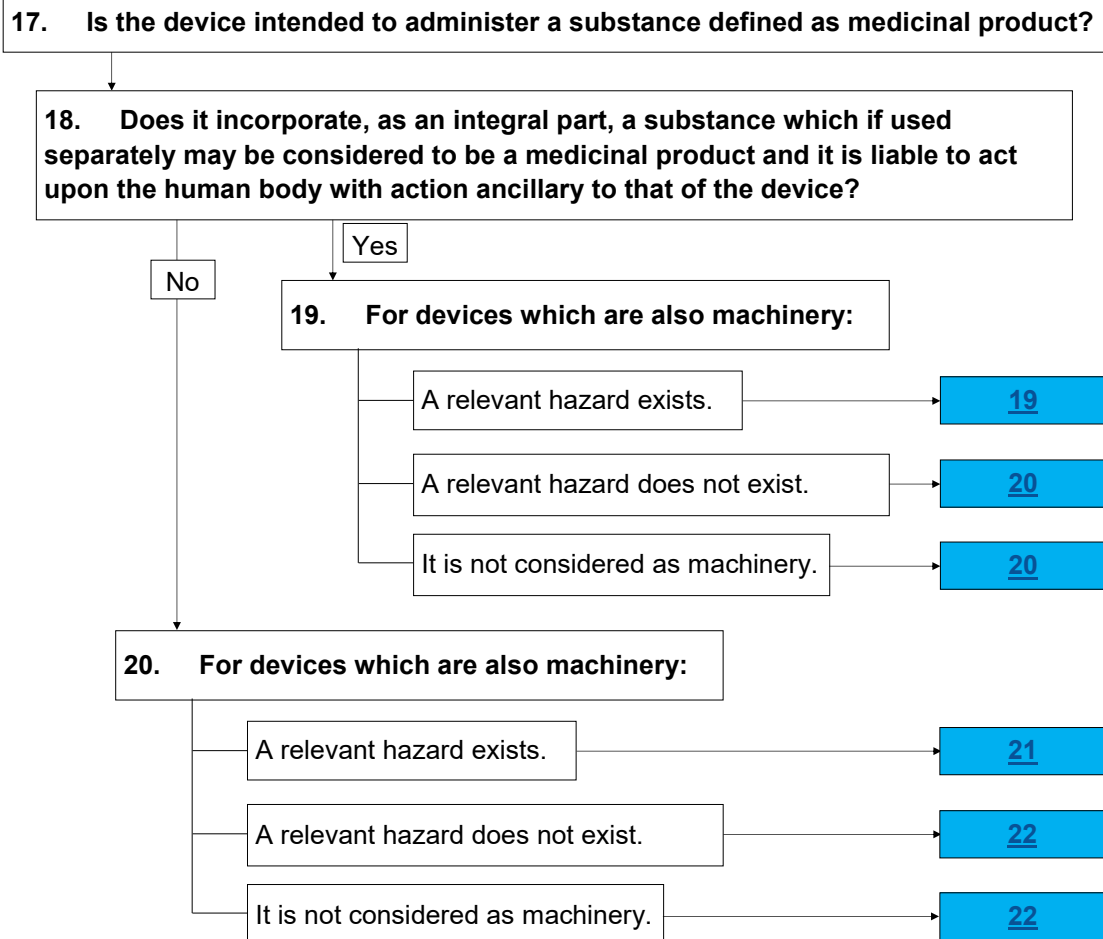 17. Is the device intended to administer a substance defined as medicinal product?
18. Does it incorporate, as an integral part, a substance which if used
separately may be considered to be a medicinal product and it is liable to act
upon the human body with action ancillary to that of the device?
Yes
No
19. For devices which are also machinery:
A relevant hazard exists.
19
A relevant hazard does not exist.
20
It is not considered as machinery.
20
20. For devices which are also machinery:
A relevant hazard exists.
21
A relevant hazard does not exist.
22
It is not considered as machinery.
22